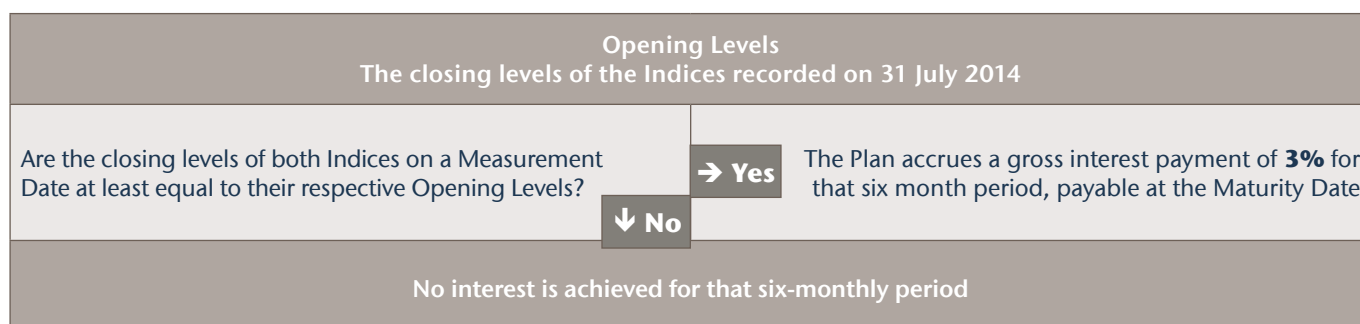 Opening Levels
The closing levels of the Indices recorded on 31 July 2014
Are the closing levels of both Indices on a Measurement
Date at least equal to their respective Opening Levels?
→ Yes
The Plan accrues a gross interest payment of 3% for
that six month period, payable at the Maturity Date
↓ No
No interest is achieved for that six-monthly period